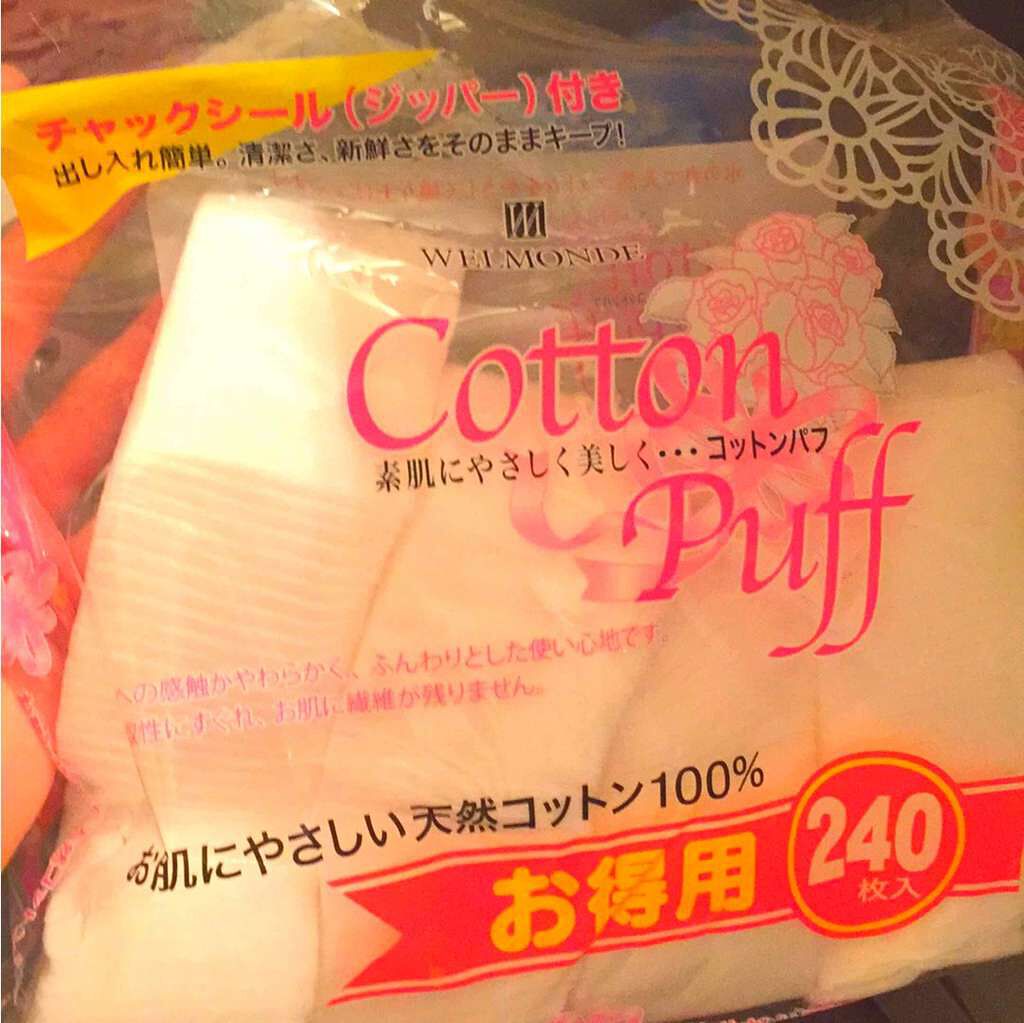 チャックシール(ジッパー)付き
出し入れ簡単。清潔さ、新鮮さをそのままキープ!
WELMONDE
Cotton
素肌にやさしく美しく・・・コットンパフ
Puff
への感触がやわらかく、ふんわりとした使い心地です。
性にすぐれ、お肌に繊維が残りません。
お肌にやさしい天然コットン100%
お得用
240
枚入